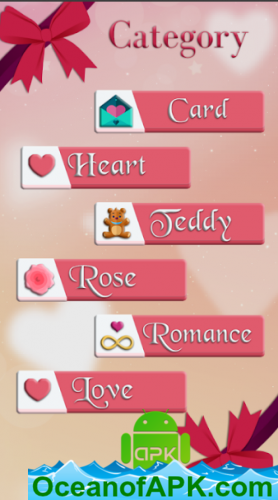 Category
Card
Heart
Teddy
Rose
Romance
Love
APK
OceanofAPK.com